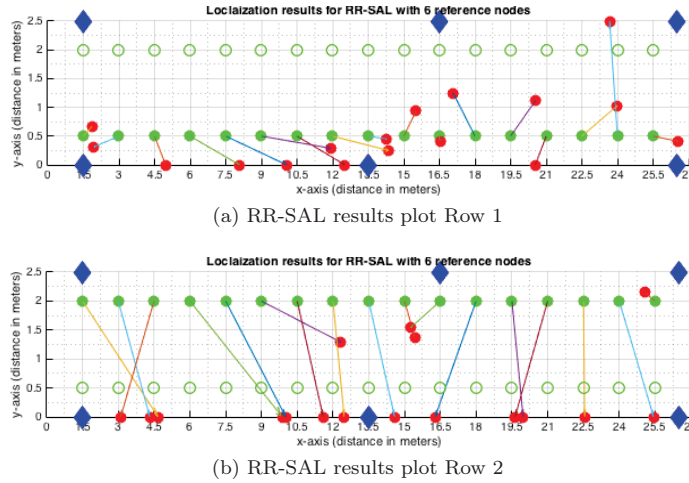 Loclaization results for RR-SAL with 6 reference nodes
2.5
2
1.5
1
0.5
0
y-axis (distance in meters)
0 1.5 3 4.5 6 7.5 9 10.5 12 13.5 15 16.5 18 19.5 21 22.5 24 25.5
x-axis (distance in meters)
(a) RR-SAL results plot Row 1
Loclaization results for RR-SAL with 6 reference nodes
2.5
2
1.5
1
0.5
0
y-axis (distance in meters)
0 1.5 3 4.5 6 7.5 9 10.5 12 13.5 15 16.5 18 19.5 21 22.5 24 25.5
x-axis (distance in meters)
(b) RR-SAL results plot Row 2